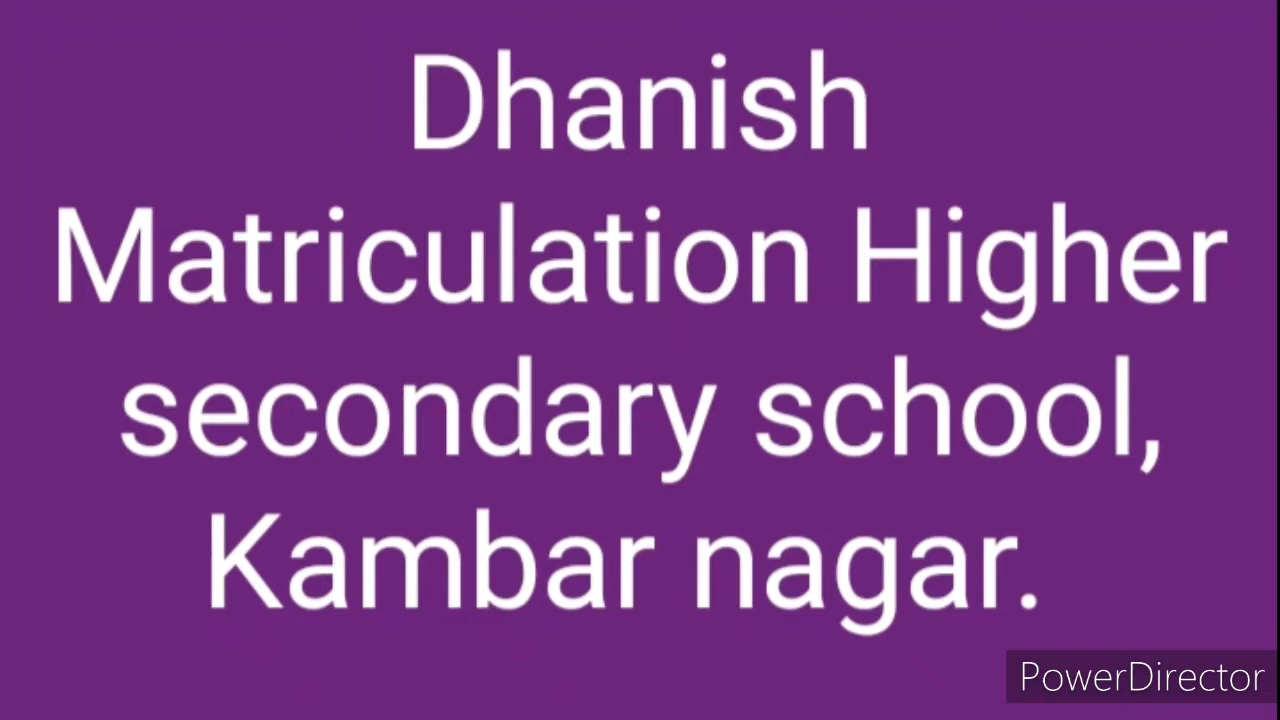 Dhanish
Matriculation Higher
secondary school,
Kambar nagar.
PowerDirector